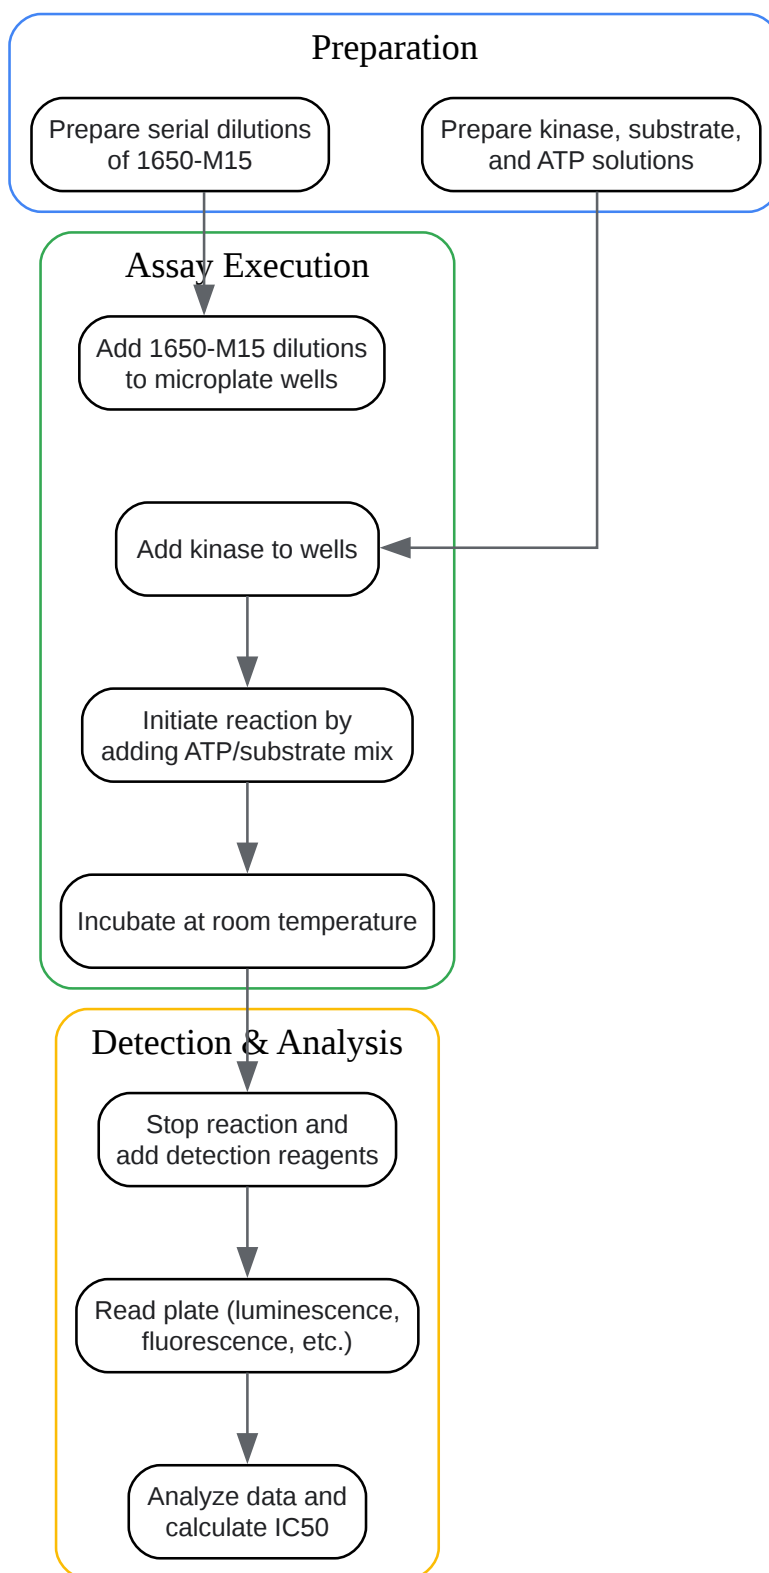 Preparation
Prepare serial dilutions
of 1650-M15
Prepare kinase, substrate,
and ATP solutions
Assay Execution
Add 1650-M15 dilutions
to microplate wells
Add kinase to wells
Initiate reaction by
adding ATP/substrate mix
Incubate at room temperature
Detection & Analysis
Stop reaction and
add detection reagents
Read plate (luminescence,
fluorescence, etc.)
Analyze data and
calculate IC50